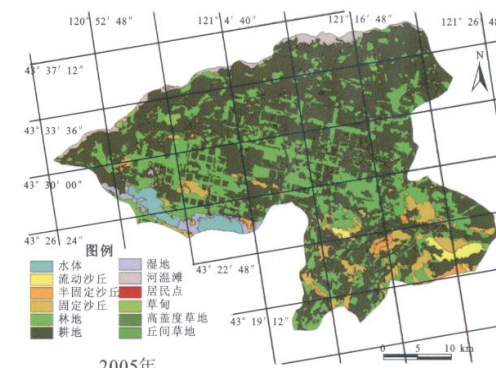 120° 52′ 48″
121° 4′ 40″
121° 16′ 48″
121° 26′ 48″
N
43° 37′ 12″
43° 33′ 36″
43° 30′ 00″
43° 26′ 24″
43° 22′ 48″
43° 19′ 12″
图例
水体
流动沙丘
半固定沙丘
固定沙丘
林地
耕地
湿地
河温滩
居民点
草甸
高盖度草地
丘间草地
0 5 10 km
2005年